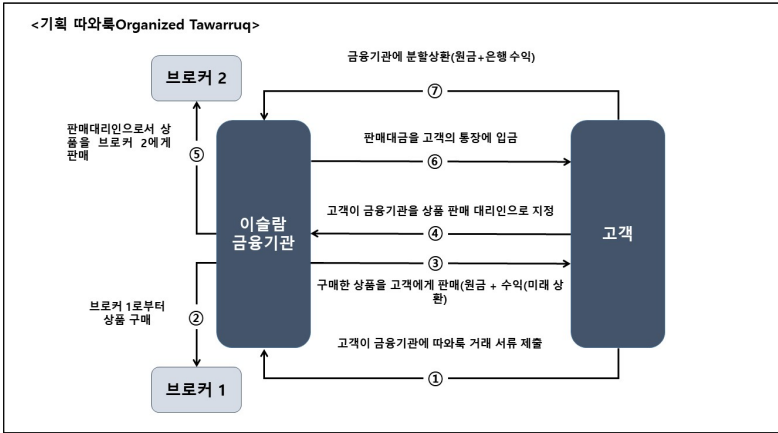 <기획 따와룩Organized Tawarruq>
브로커 2
금융기관에 분할상환(원금+은행 수익)
⑦
판매대리인으로서 상
품을 브로커 2에게
판매
⑤
판매대금을 고객의 통장에 입금
⑥
이슬람
금융기관
고객이 금융기관을 상품 판매 대리인으로 지정
④
고객
③
구매한 상품을 고객에게 판매(원금 + 수익(미래 상
환)
브로커 1로부터
상품 구매
②
고객이 금융기관에 따와룩 거래 서류 제출
①
브로커 1